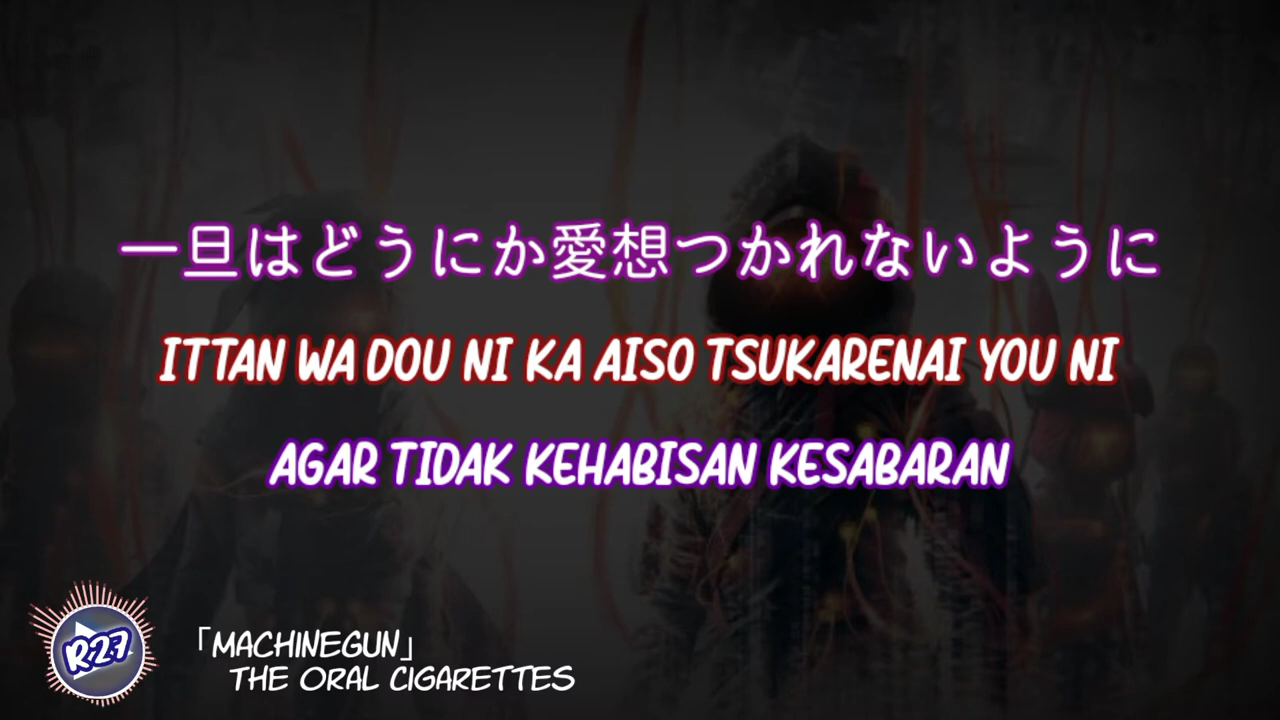 一旦はどうにか愛想つかれないように
ITTAN WA DOU NI KA AISO TSUKARENAI YOU NI
AGAR TIDAK KEHABISAN KESABARAN
R27
「MACHINEGUN」
THE ORAL CIGARETTES